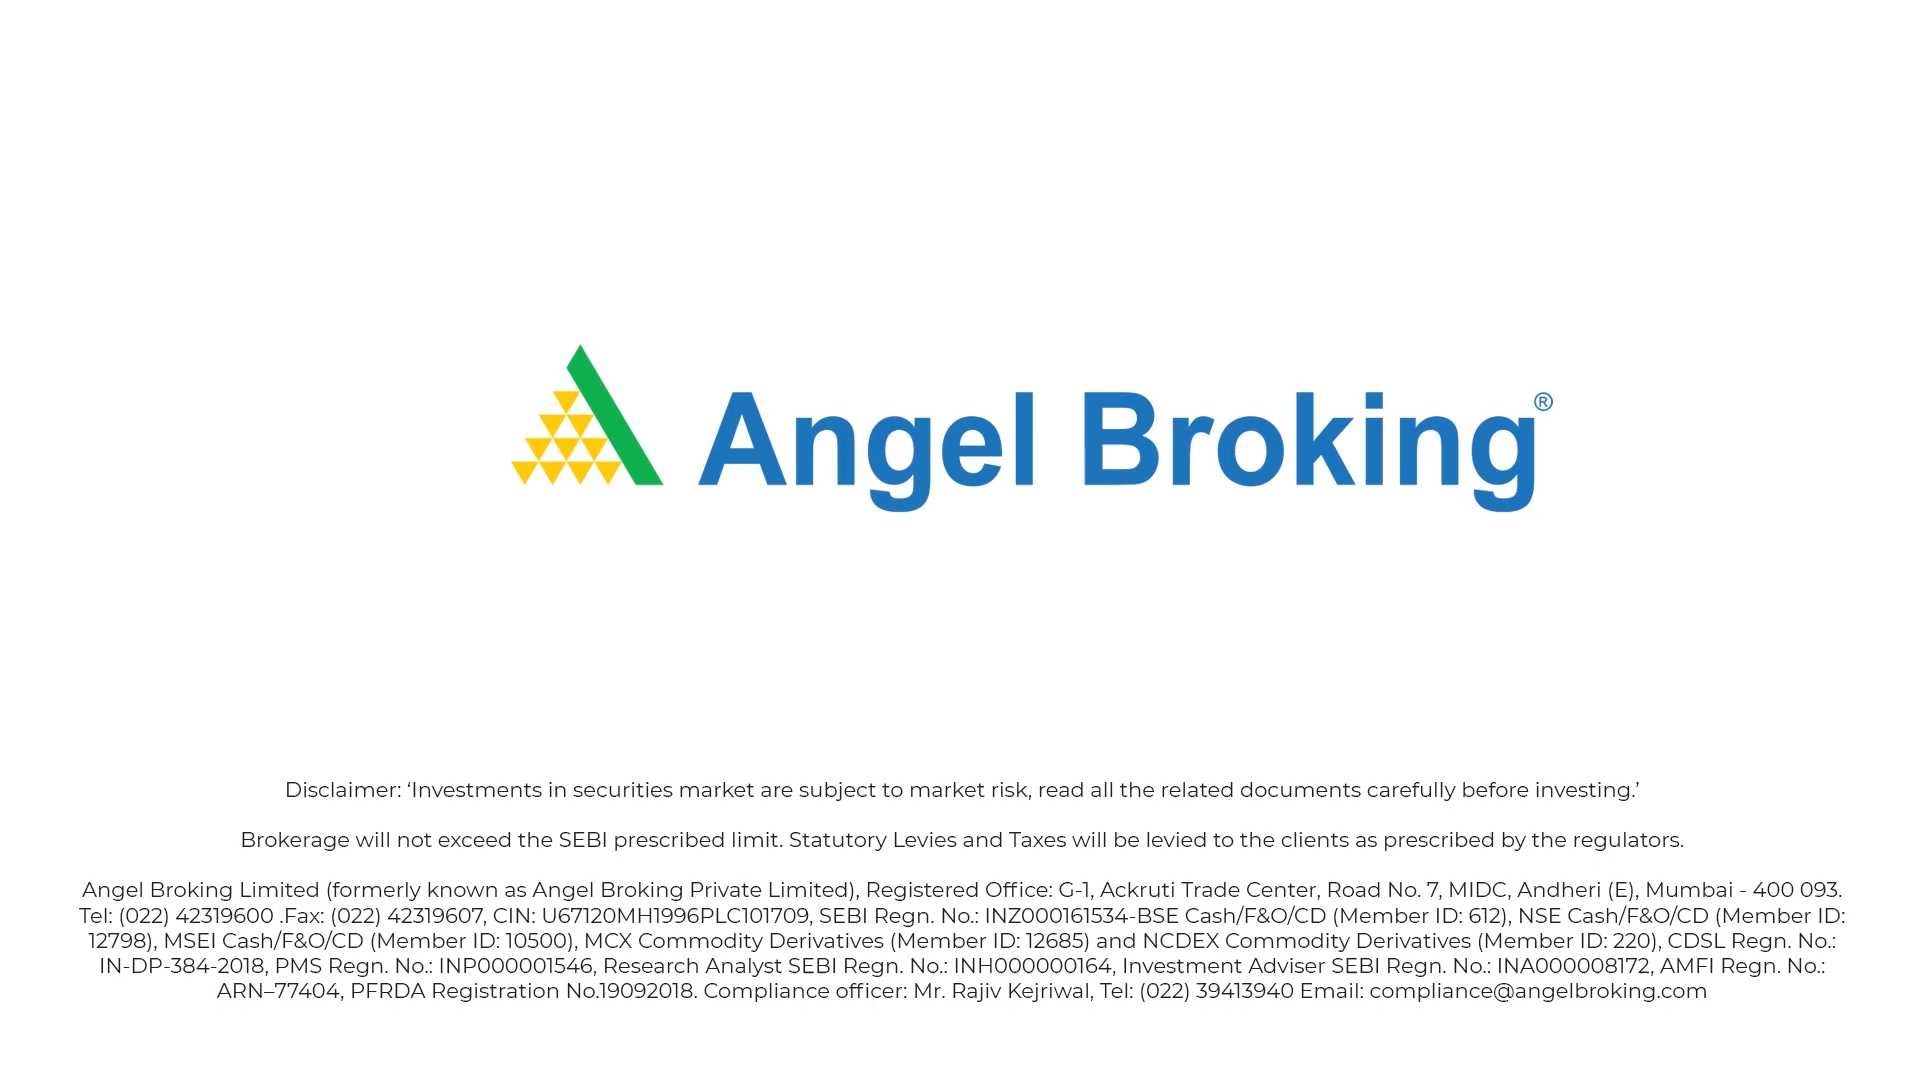 Angel Broking®
Disclaimer: ‘Investments in securities market are subject to market risk, read all the related documents carefully before investing.’
Brokerage will not exceed the SEBI prescribed limit. Statutory Levies and Taxes will be levied to the clients as prescribed by the regulators.
Angel Broking Limited (formerly known as Angel Broking Private Limited), Registered Office: G-1, Ackruti Trade Center, Road No. 7, MIDC, Andheri (E), Mumbai - 400 093.
Tel: (022) 42319600 .Fax: (022) 42319607, CIN: U67120MH1996PLC101709, SEBI Regn. No.: INZ000161534-BSE Cash/F&O/CD (Member ID: 612), NSE Cash/F&O/CD (Member ID:
12798), MSEI Cash/F&O/CD (Member ID: 10500), MCX Commodity Derivatives (Member ID: 12685) and NCDEX Commodity Derivatives (Member ID: 220), CDSL Regn. No.:
IN-DP-384-2018, PMS Regn. No.: INP000001546, Research Analyst SEBI Regn. No.: INH000000164, Investment Adviser SEBI Regn. No.: INA000008172, AMFI Regn. No.:
ARN–77404, PFRDA Registration No.19092018. Compliance officer: Mr. Rajiv Kejriwal, Tel: (022) 39413940 Email: compliance@angelbroking.com